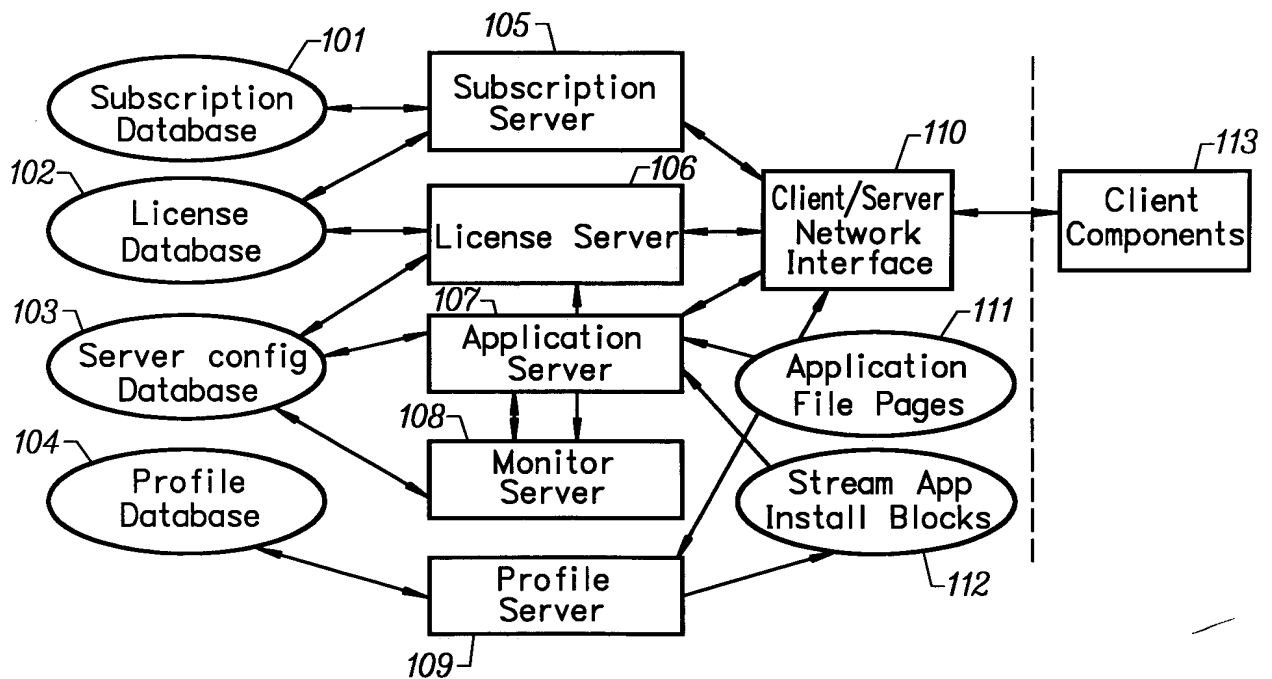 101
Subscription
Database
102
License
Database
103
Server config
Database
104
Profile
Database
105
Subscription
Server
106
License Server
107
Application
Server
108
Monitor
Server
Profile
Server
109
110
Client/Server
Network
Interface
111
Application
File Pages
Stream App
Install Blocks
112
113
Client
Components